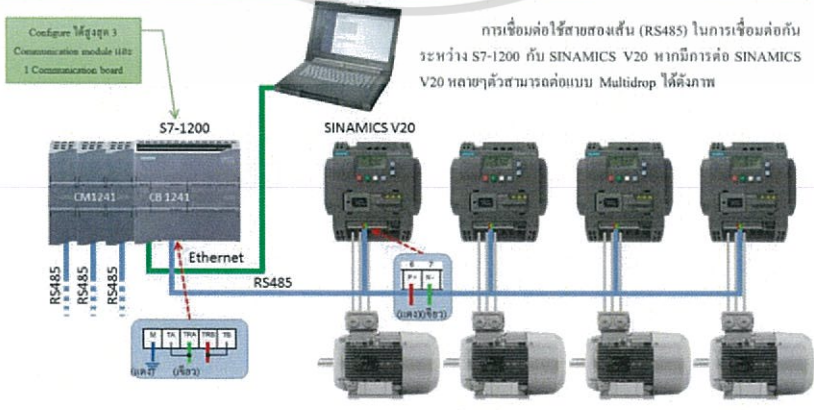 Configure ได้สูงสุด 3
Communication module และ
1 Communication board
การเชื่อมต่อใช้สายสองเส้น (RS485) ในการเชื่อมต่อกัน
ระหว่าง S7-1200 กับ SINAMICS V20 หากมีการต่อ SINAMICS
V20 หลายๆตัวสามารถต่อแบบ Multidrop ได้ดังภาพ
S7-1200
SINAMICS V20
CM1241
CB 1241
Ethernet
RS485
RS485
RS485
RS485
6 7
P+ N-
(แดง)(เขียว)
M TA TRA TRB TB
(แดง) (เขียว)